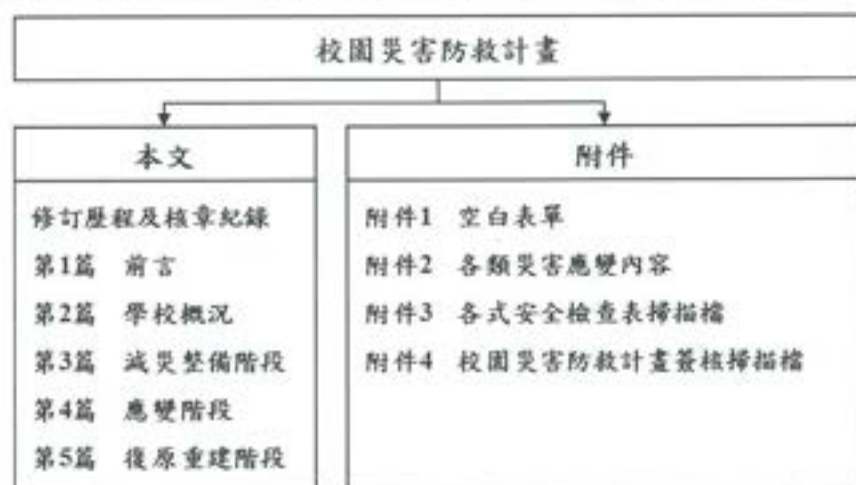 校園災害防救計畫
本文
修訂歷程及核章紀錄
第1篇 前言
第2篇 學校概況
第3篇 減災整備階段
第4篇 應變階段
第5篇 復原重建階段
附件
附件1 空白表單
附件2 各類災害應變內容
附件3 各式安全檢查表掃描檔
附件4 校園災害防救計畫簽核掃描檔